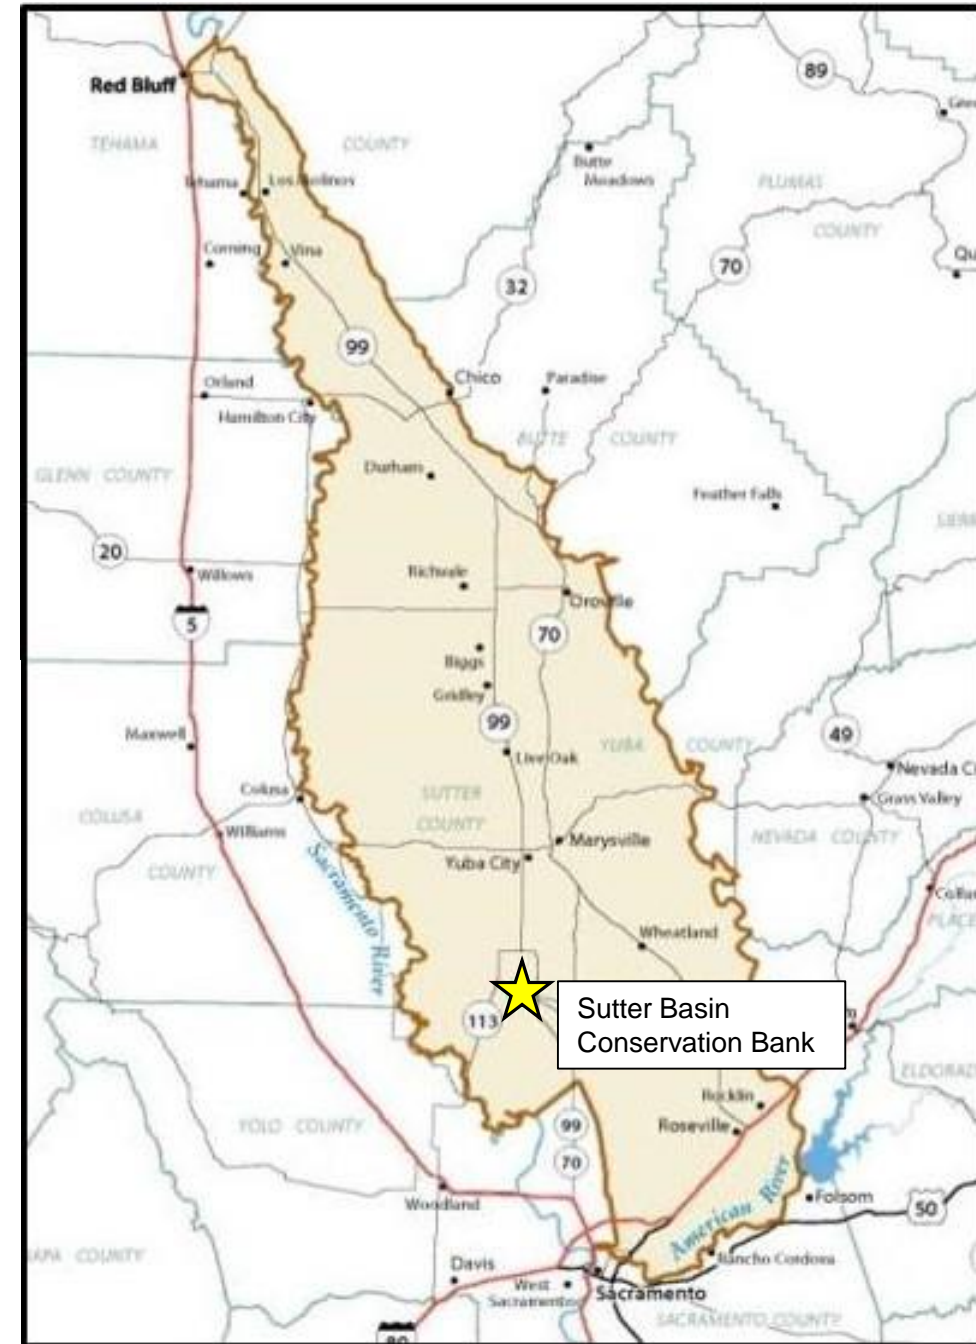 89
Red Bluff
TEHAMA
COUNTY
Butte
Meadows
PLUMAS
COUNTY
Tehama
Los Molinos
Corning
Vina
70
32
99
Orland
Hamilton City
Chico
Paradise
BUTTE COUNTY
GLENN COUNTY
Durham
Feather Falls
20
Willows
Richvale
5
Oroville
70
Biggs
Gridley
99
Maxwell
Live Oak
YUBA COUNTY
49
Nevada C
Colusa
SUTTER
COUNTY
Grass Valley
COLUSA
COUNTY
Williams
Marysville
NEVADA COUNTY
Yuba City
Sacramento River
Wheatland
113
Sutter Basin
Conservation Bank
Rocklin
Roseville
YOLO COUNTY
99
70
Woodland
American River
Folsom
50
Rancho Cordova
Davis
West
Sacramento
Sacramento
SACRAMENTO COUNTY
80